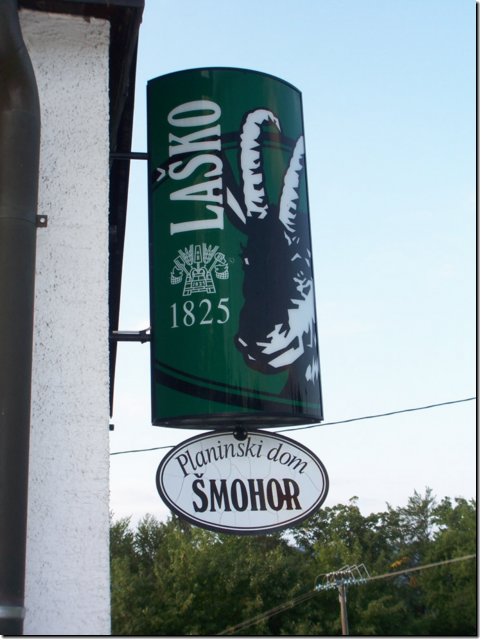 LAŠKO
1825
Planinski dom
ŠMOHOR